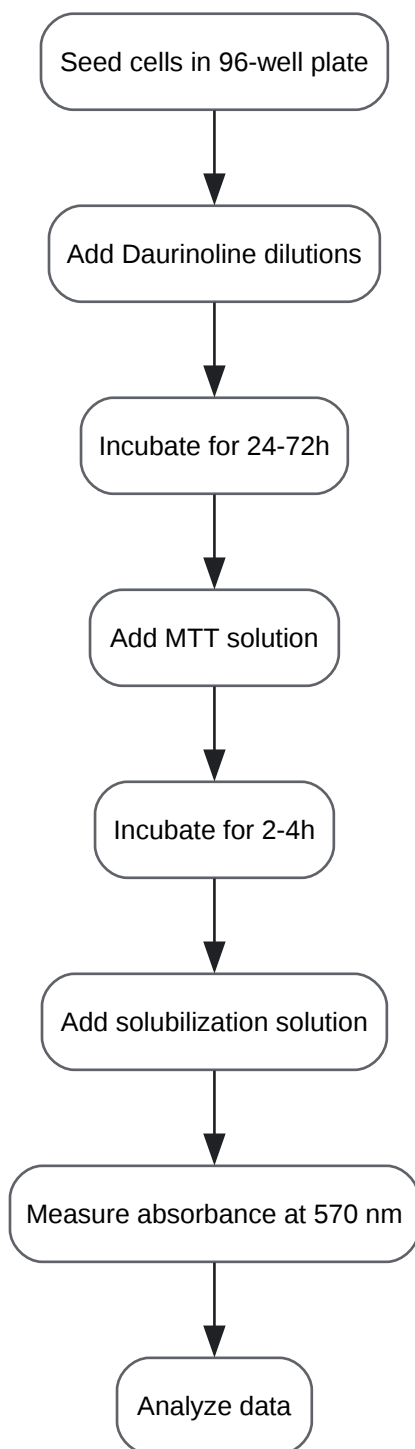 Seed cells in 96-well plate
Add Daurinoline dilutions
Incubate for 24-72h
Add MTT solution
Incubate for 2-4h
Add solubilization solution
Measure absorbance at 570 nm
Analyze data